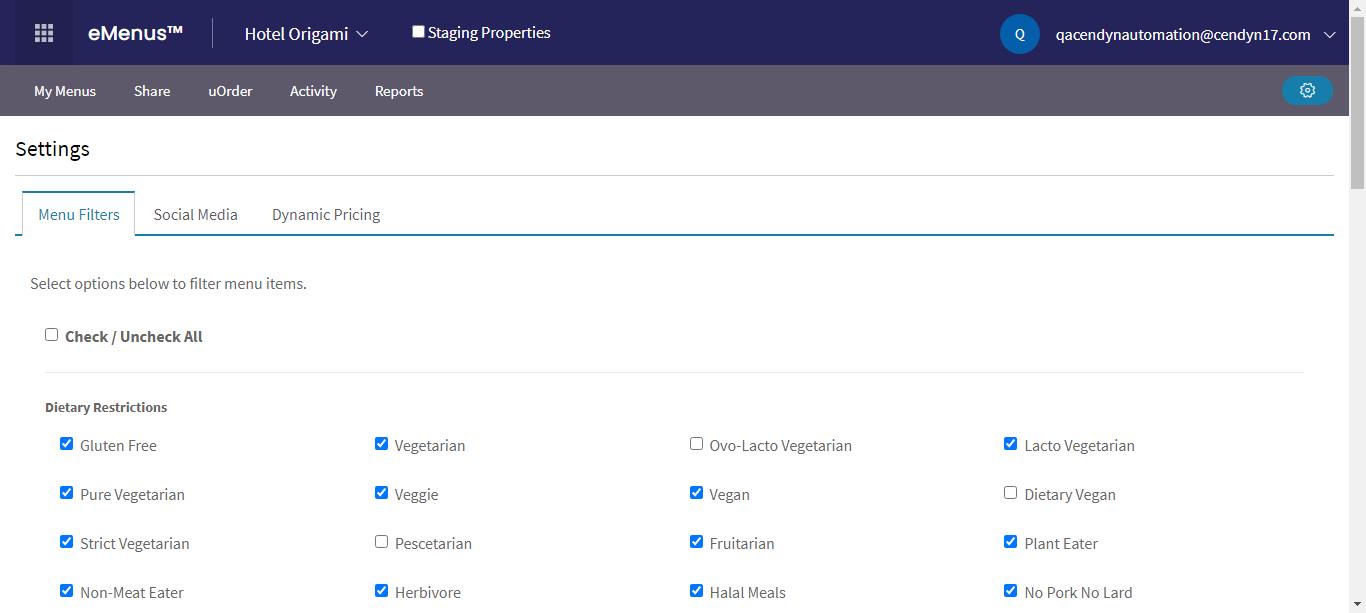 eMenus™ Hotel Origami Staging Properties Q qacendynautomation@cendyn17.com
My Menus Share uOrder Activity Reports
Settings
Menu Filters Social Media Dynamic Pricing
Select options below to filter menu items.
Check / Uncheck All
Dietary Restrictions
Gluten Free Vegetarian Ovo-Lacto Vegetarian Lacto Vegetarian
Pure Vegetarian Veggie Vegan Dietary Vegan
Strict Vegetarian Pescetarian Fruitarian Plant Eater
Non-Meat Eater Herbivore Halal Meals No Pork No Lard